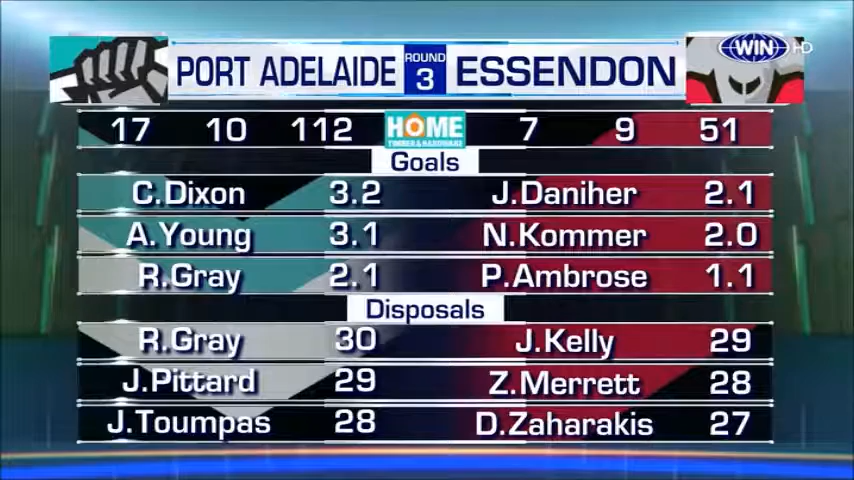 WIN HD
PORT ADELAIDE ROUND 3 ESSENDON
17 10 112 HOME 7 9 51
TIMBER & HARDWARE
Goals
C.Dixon 3.2 J.Daniher 2.1
A.Young 3.1 N.Kommer 2.0
R.Gray 2.1 P.Ambrose 1.1
Disposals
R.Gray 30 J.Kelly 29
J.Pittard 29 Z.Merrett 28
J.Toumpas 28 D.Zaharakis 27